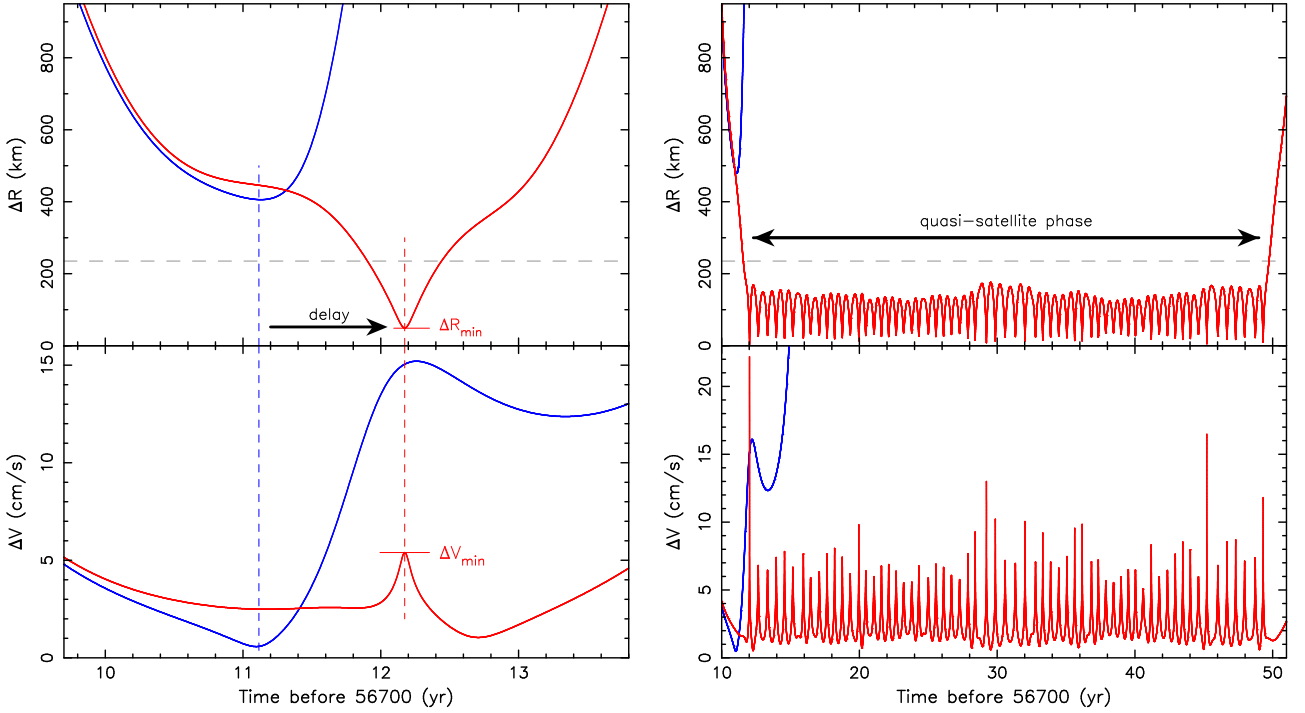 ΔR (km)
0
200
400
600
800
delay
ΔR_min
ΔV (cm/s)
0
5
10
15
ΔV_min
10
11
12
13
Time before 56700 (yr)
ΔR (km)
0
200
400
600
800
quasi−satellite phase
ΔV (cm/s)
0
5
10
15
20
10
20
30
40
50
Time before 56700 (yr)